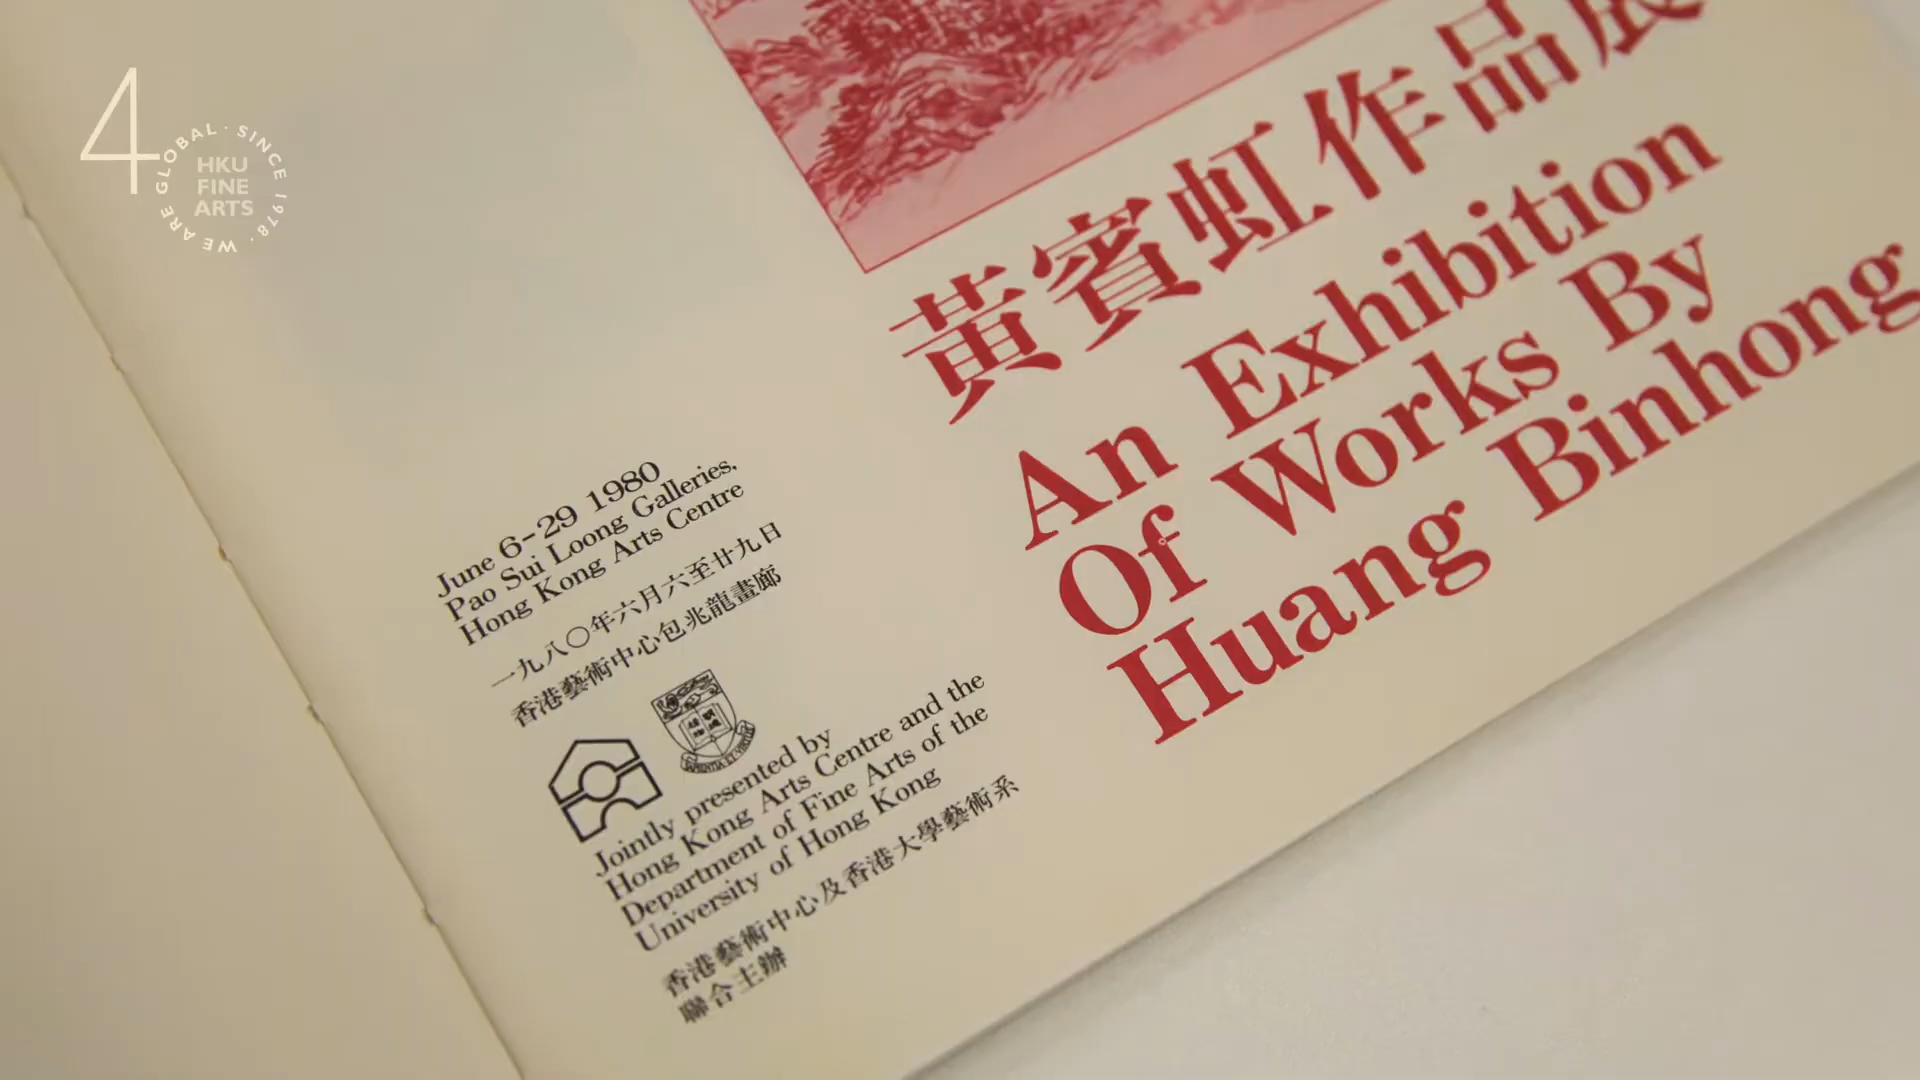 4
WE ARE GLOBAL · SINCE 1978 ·
HKU
FINE
ARTS
黃賓虹作品展
An Exhibition
Of Works By
Huang Binhong
June 6-29 1980
Pao Sui Loong Galleries,
Hong Kong Arts Centre
一九八〇年六月六至廿九日
香港藝術中心包兆龍畫廊
SAPIENTIA ET VIRTUS
Jointly presented by
Hong Kong Arts Centre and the
Department of Fine Arts of the
University of Hong Kong
香港藝術中心及香港大學藝術系
聯合主辦